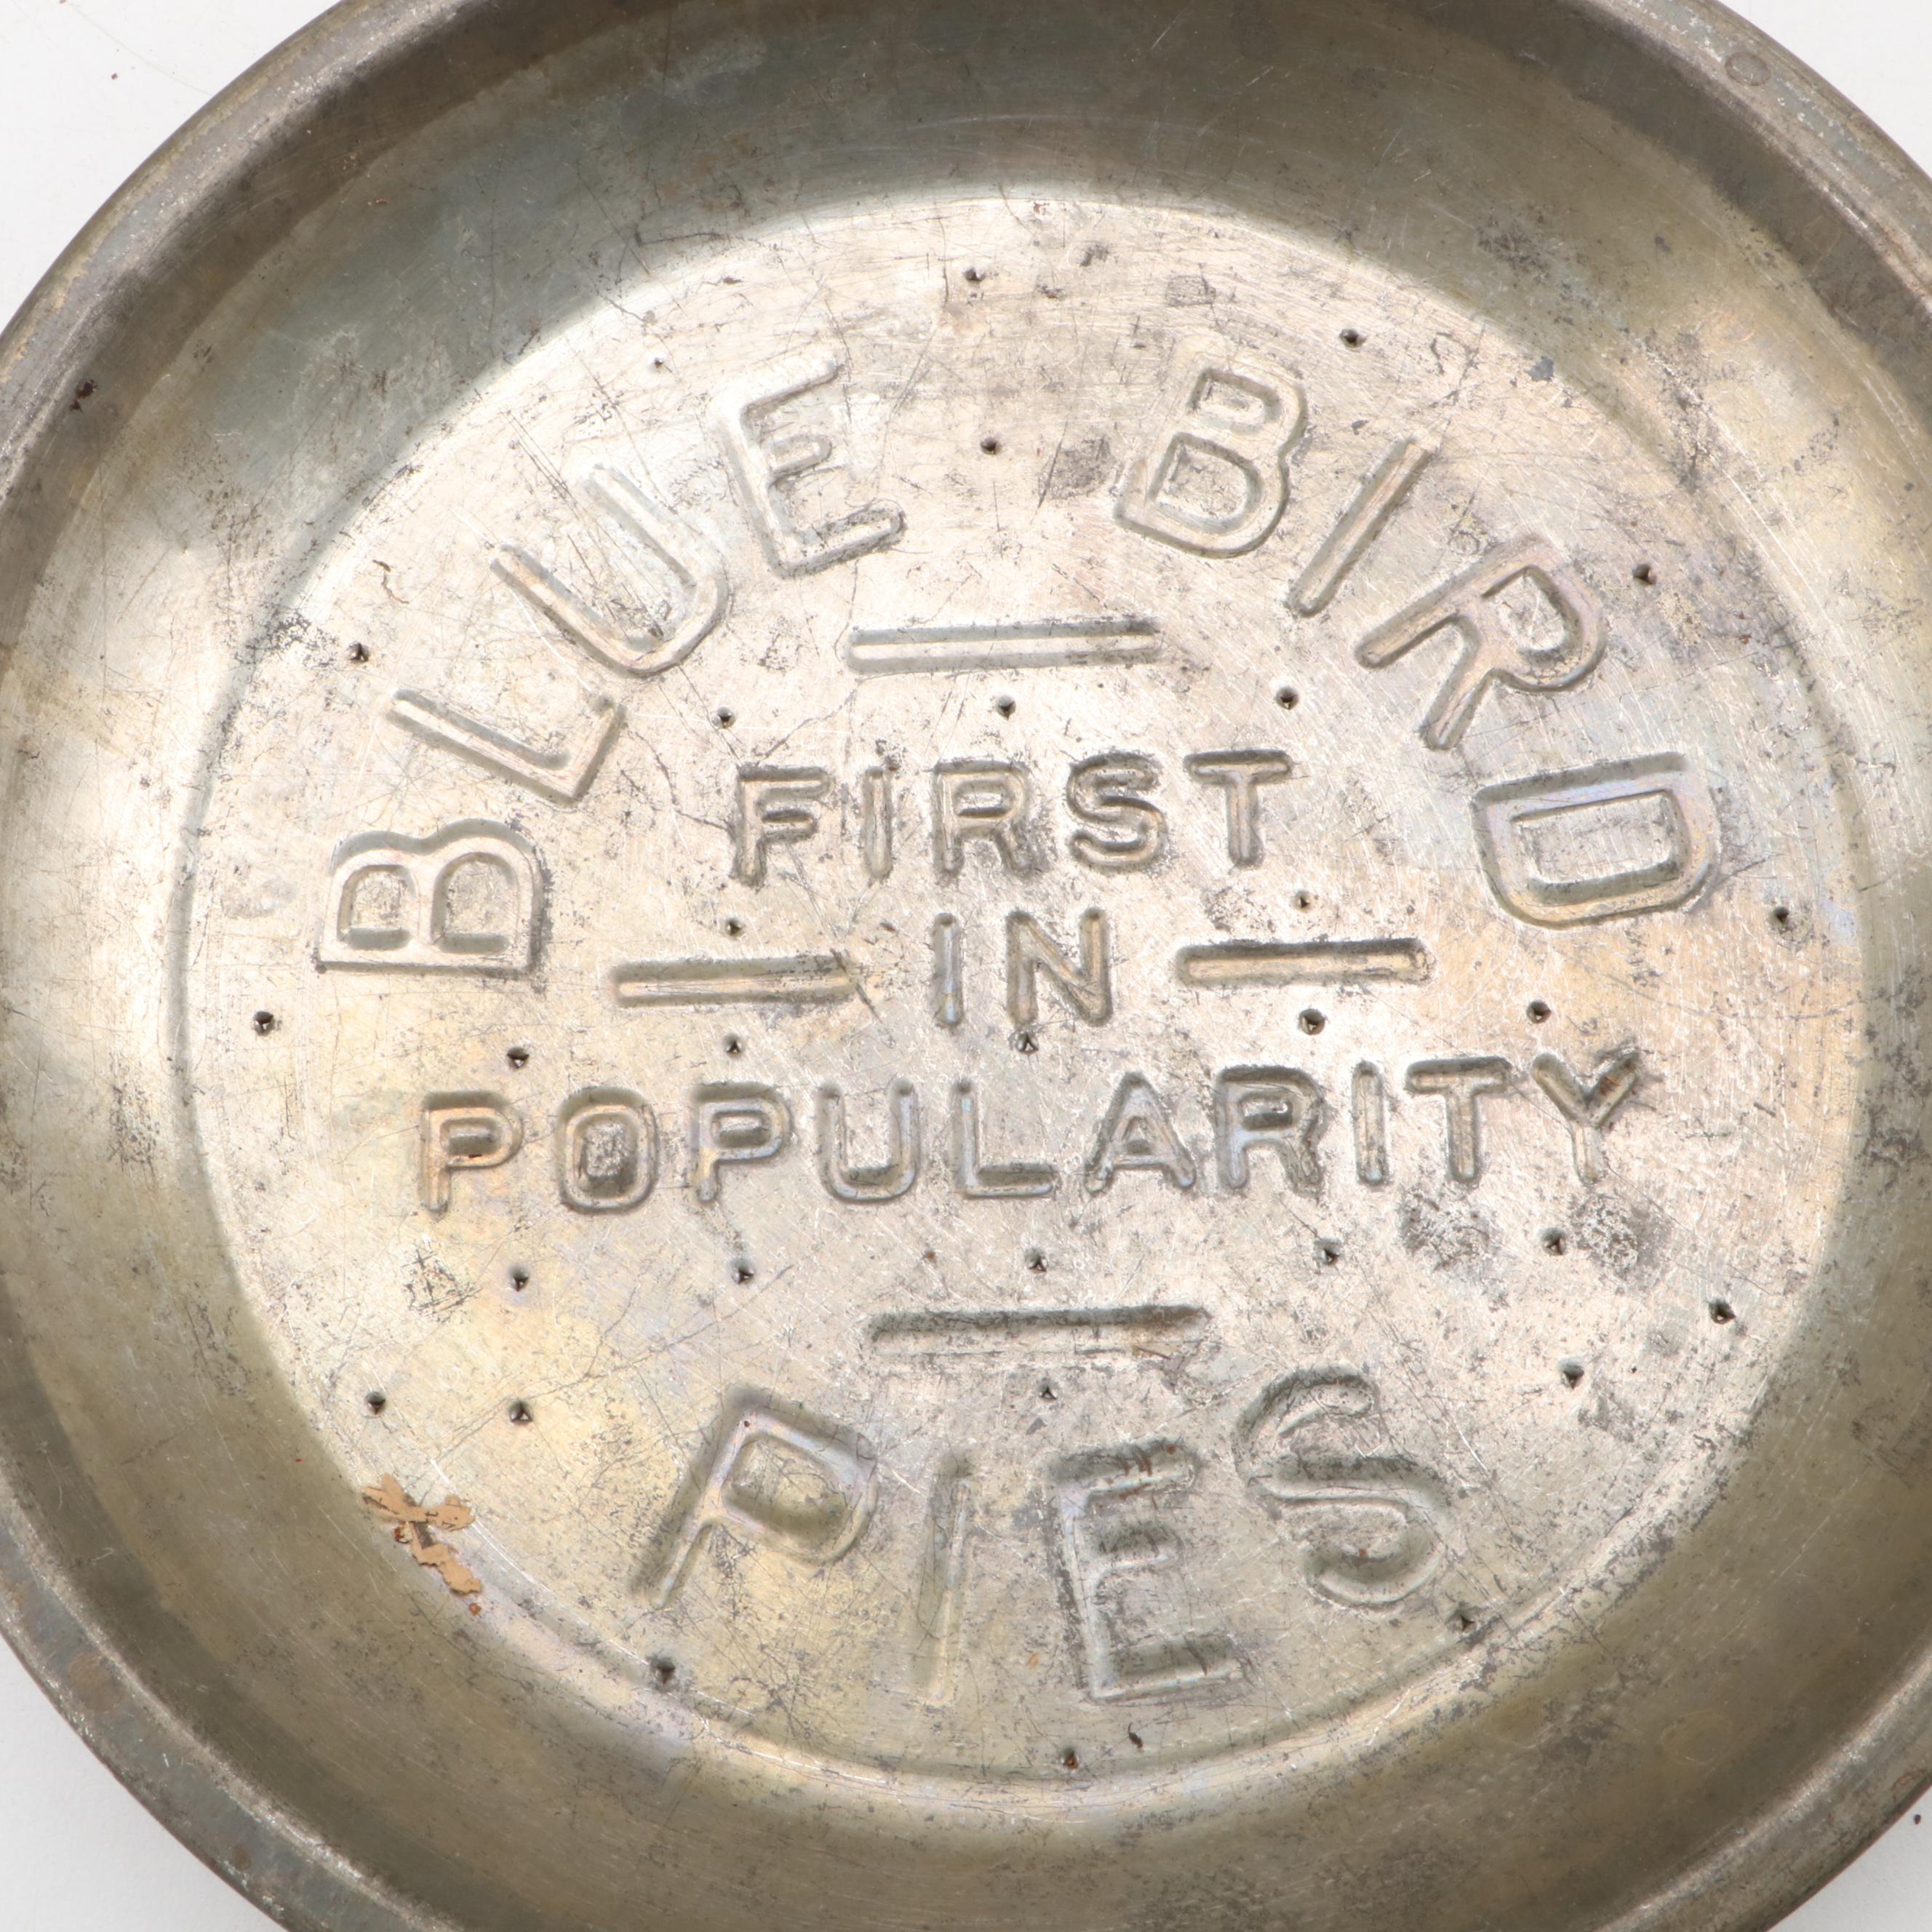 BLUE BIRD
FIRST
IN
POPULARITY
PIES